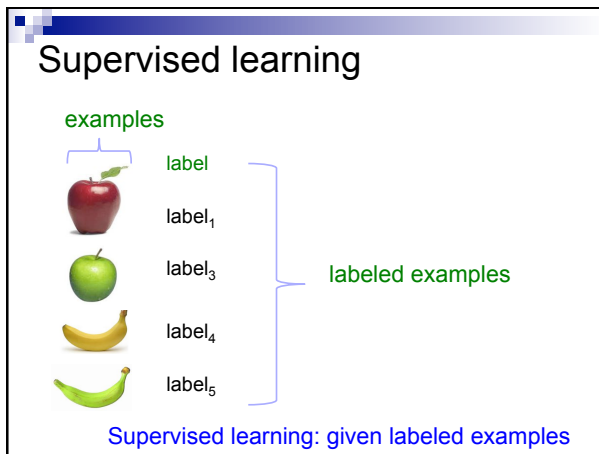 Supervised learning
examples
label
label₁
label₃
labeled examples
label₄
label₅
Supervised learning: given labeled examples